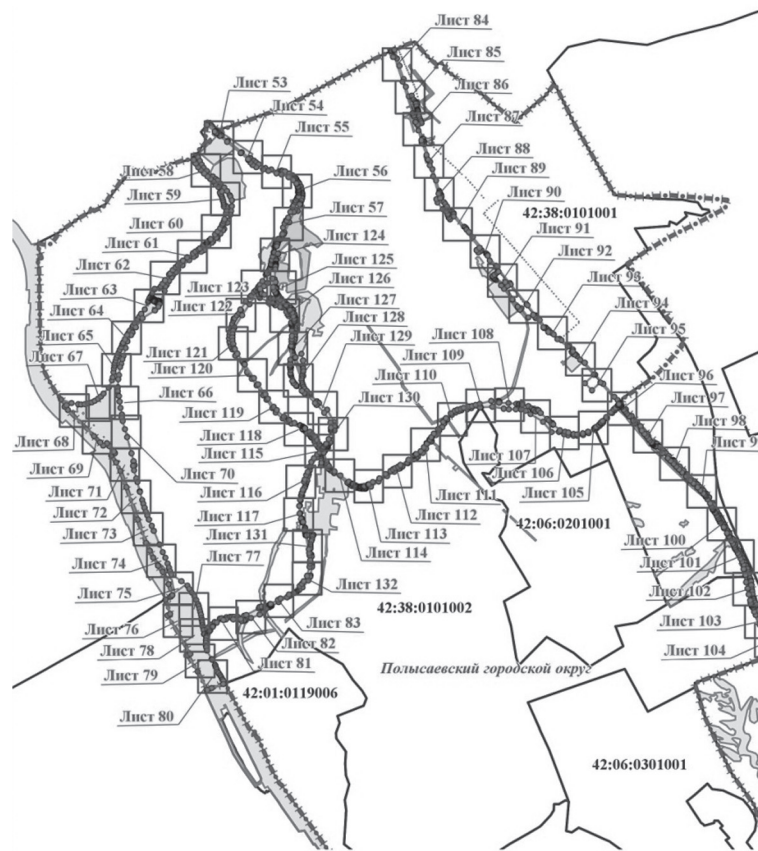 Лист 84
Лист 85
Лист 53
Лист 86
Лист 54
Лист 87
Лист 55
Лист 88
Лист 58
Лист 56
Лист 89
Лист 59
Лист 90
Лист 57
42:38:0101001
Лист 60
Лист 124
Лист 91
Лист 61
Лист 92
Лист 125
Лист 62
Лист 126
Лист 93
Лист 123
Лист 63
Лист 127
Лист 94
Лист 122
Лист 64
Лист 128
Лист 95
Лист 65
Лист 129
Лист 108
Лист 121
Лист 109
Лист 67
Лист 110
Лист 96
Лист 120
Лист 66
Лист 130
Лист 97
Лист 119
Лист 118
Лист 107
Лист 98
Лист 68
Лист 115
Лист 106
Лист 69
Лист 70
Лист 105
Лист 116
Лист 111
Лист 71
Лист 72
Лист 117
Лист 112
42:06:0201001
Лист 73
Лист 131
Лист 113
Лист 100
Лист 77
Лист 114
Лист 74
Лист 101
Лист 132
Лист 75
Лист 102
42:38:0101002
Лист 83
Лист 103
Лист 76
Лист 82
Лист 78
Лист 104
Лист 81
Полысаевский городской округ
Лист 79
42:01:0119006
Лист 80
42:06:0301001